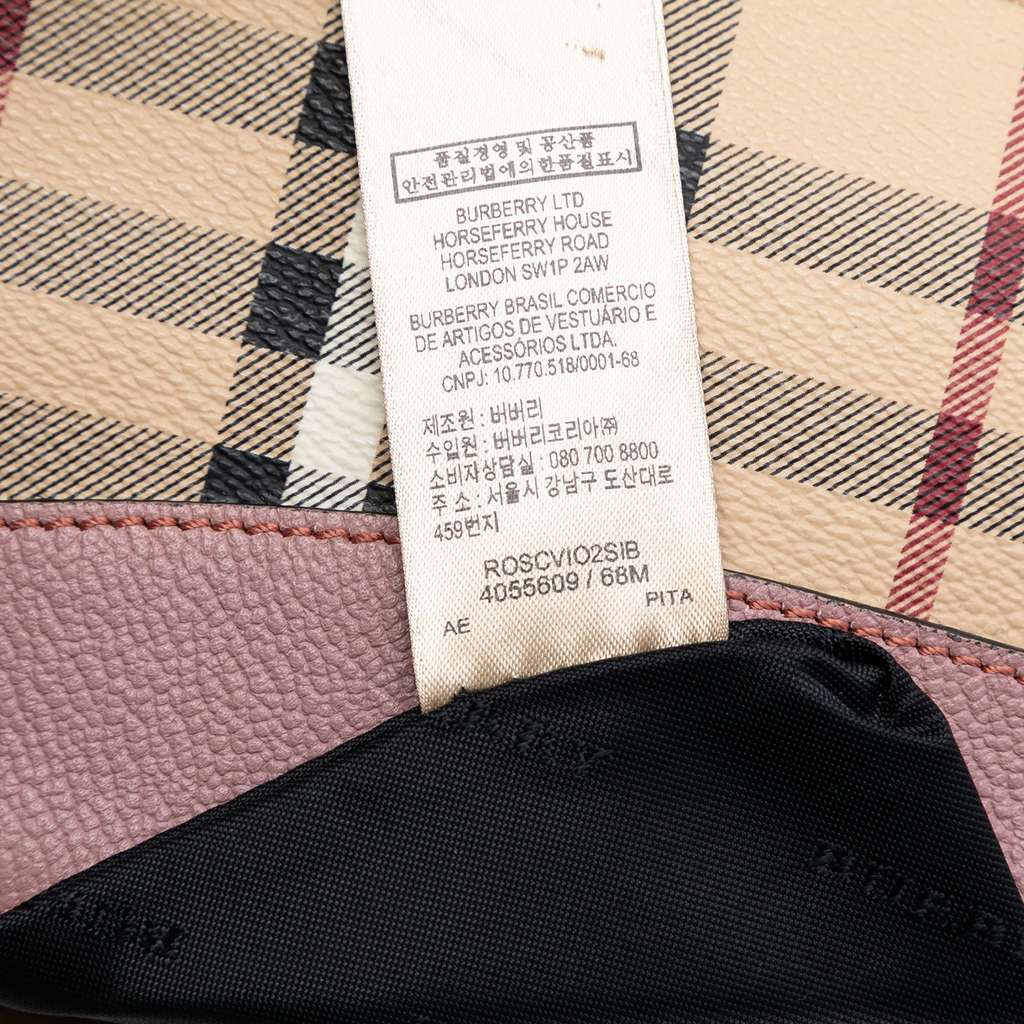 품질경영 및 공산품
안전관리법에의한품질표시
BURBERRY LTD
HORSEFERRY HOUSE
HORSEFERRY ROAD
LONDON SW1P 2AW
BURBERRY BRASIL COMÉRCIO
DE ARTIGOS DE VESTUÁRIO E
ACESSÓRIOS LTDA.
CNPJ: 10.770.518/0001-68
제조원 : 버버리
수입원 : 버버리코리아㈜
소비자상담실 : 080 700 8800
주 소 : 서울시 강남구 도산대로
459번지
ROSCVIO2SIB
4055609 / 68M
AE PITA